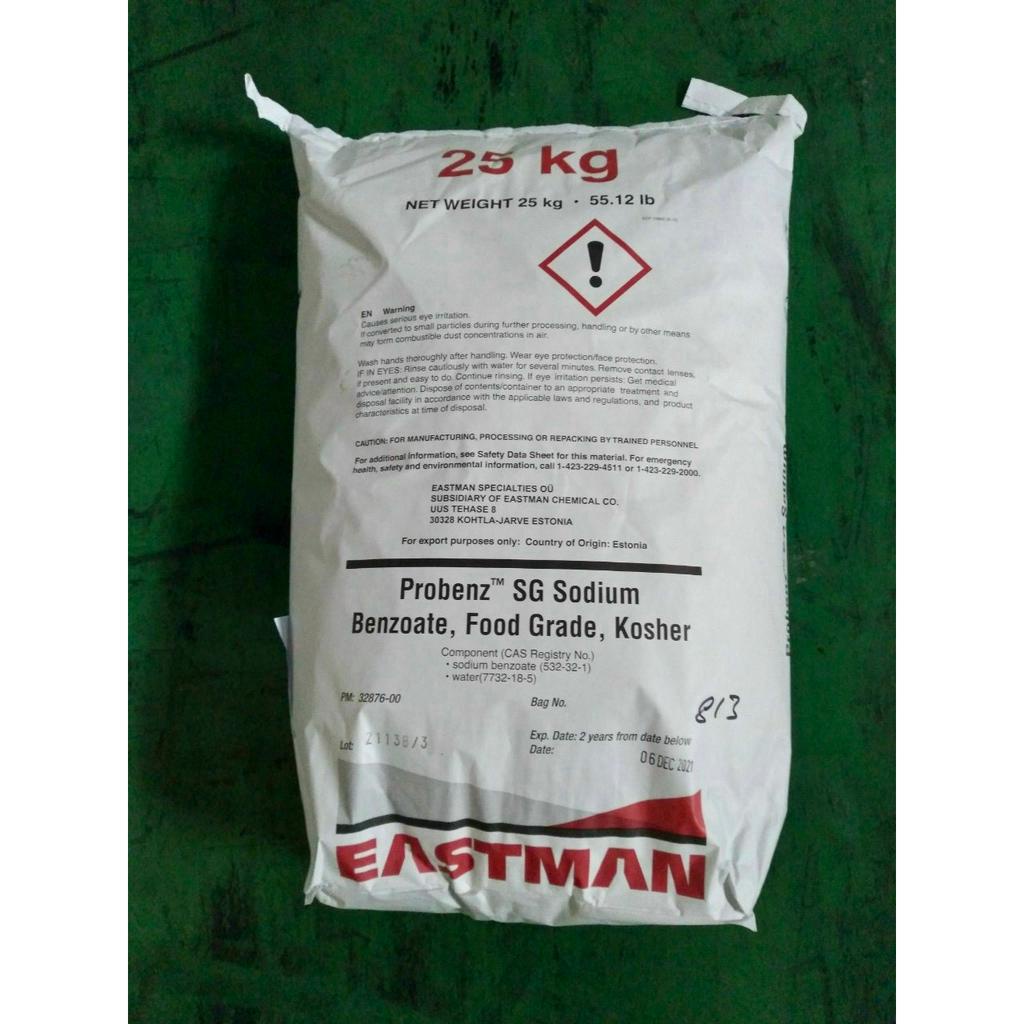 25 kg
NET WEIGHT 25 kg · 55.12 lb
EN Warning
Causes serious eye irritation.
If converted to small particles during further processing, handling or by other means
may form combustible dust concentrations in air.
Wash hands thoroughly after handling. Wear eye protection/face protection.
IF IN EYES: Rinse cautiously with water for several minutes. Remove contact lenses,
if present and easy to do. Continue rinsing. If eye irritation persists: Get medical
advice/attention. Dispose of contents/container to an appropriate treatment and
disposal facility in accordance with the applicable laws and regulations, and product
characteristics at time of disposal.
CAUTION: FOR MANUFACTURING, PROCESSING OR REPACKING BY TRAINED PERSONNEL
For additional information, see Safety Data Sheet for this material. For emergency
health, safety and environmental information, call 1-423-229-4511 or 1-423-229-2000.
EASTMAN SPECIALTIES OÜ
SUBSIDIARY OF EASTMAN CHEMICAL CO.
UUS TEHASE 8
30328 KOHTLA-JARVE ESTONIA
For export purposes only: Country of Origin: Estonia
Probenz™ SG Sodium
Benzoate, Food Grade, Kosher
Component (CAS Registry No.)
• sodium benzoate (532-32-1)
• water(7732-18-5)
PM: 32876-00
Bag No. 813
Lot: 21138/3
Exp. Date: 2 years from date below
Date: 06 DEC 2021
EASTMAN